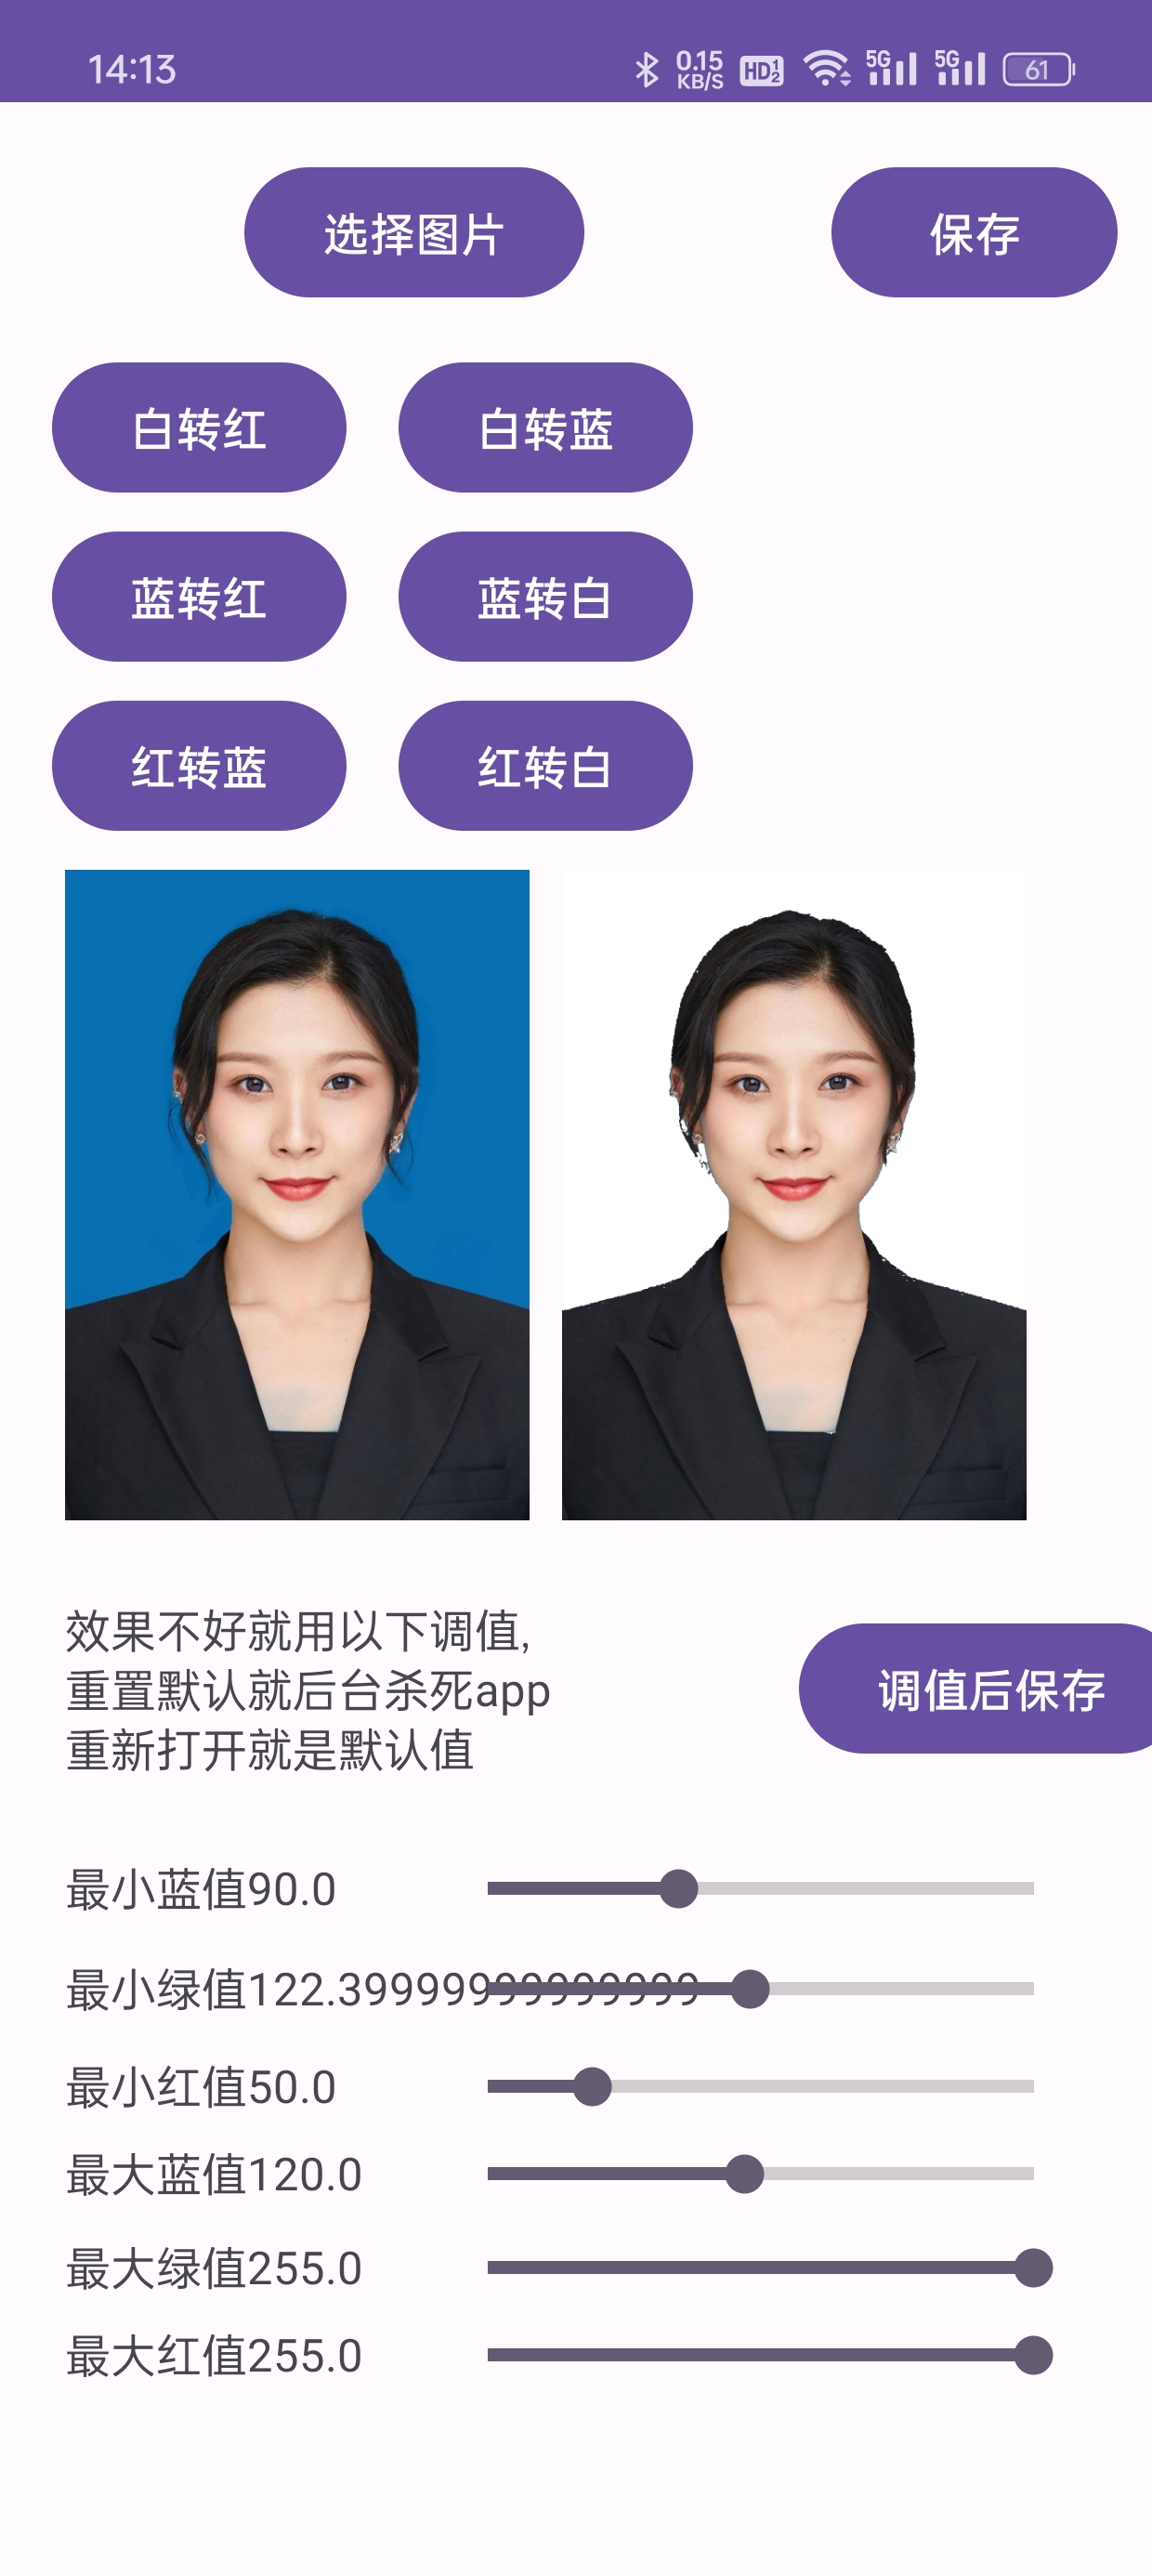 14:13
0.15
KB/S
HD 1
2
5G
5G
61
选择图片
保存
白转红
白转蓝
蓝转红
蓝转白
红转蓝
红转白
效果不好就用以下调值,
重置默认就后台杀死app
重新打开就是默认值
调值后保存
最小蓝值90.0
最小绿值122.39999999999999
最小红值50.0
最大蓝值120.0
最大绿值255.0
最大红值255.0